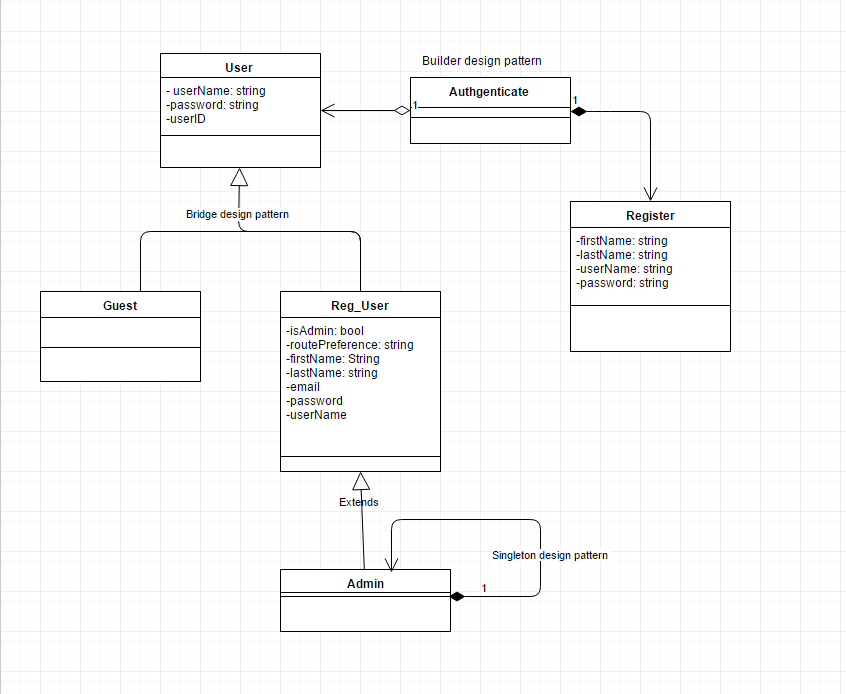 Builder design pattern
User
- userName: string
-password: string
-userID
Authgenticate
1
1
Register
-firstName: string
-lastName: string
-userName: string
-password: string
Bridge design pattern
Guest
Reg_User
-isAdmin: bool
-routePreference: string
-firstName: String
-lastName: string
-email
-password
-userName
Extends
Singleton design pattern
Admin
1